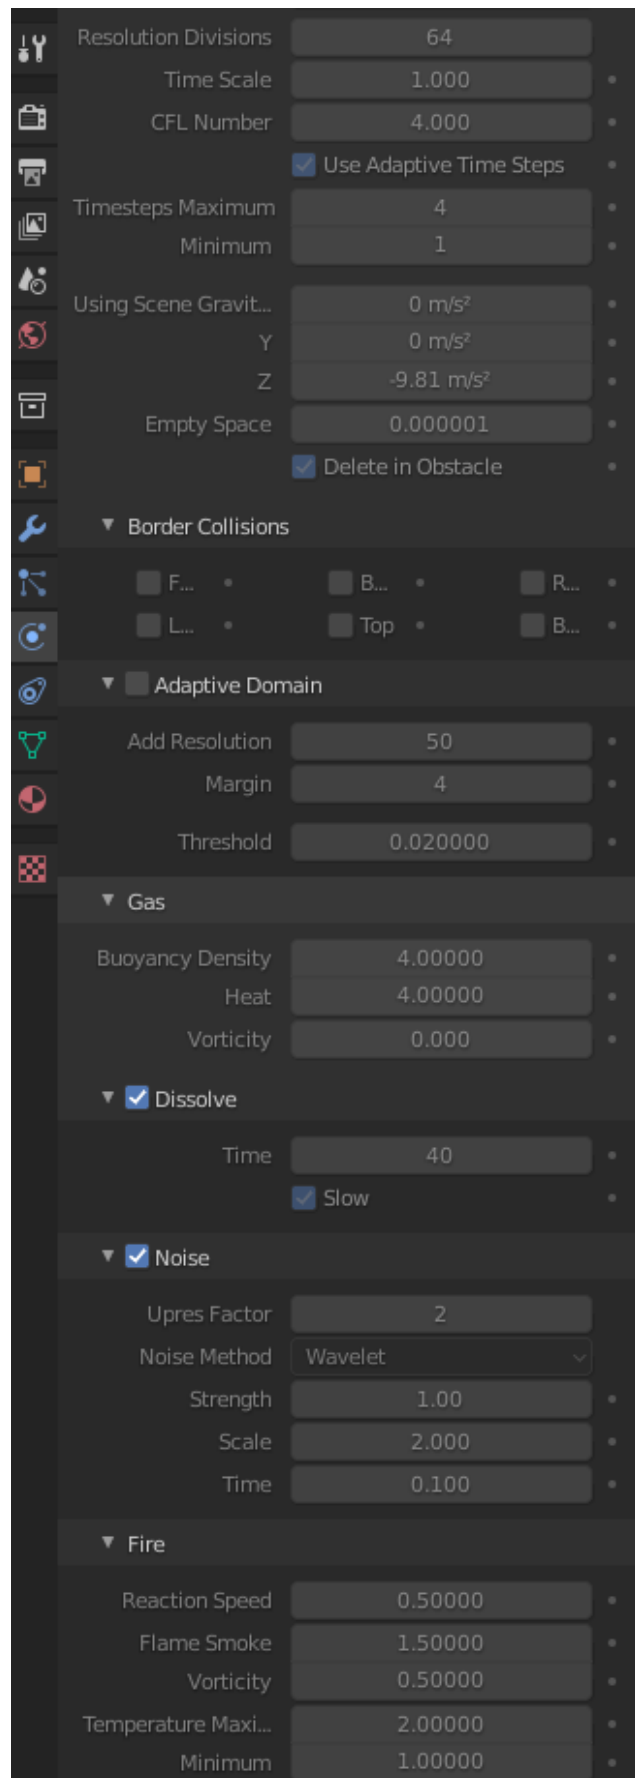 Resolution Divisions 64
Time Scale 1.000
CFL Number 4.000
Use Adaptive Time Steps
Timesteps Maximum 4
Minimum 1
Using Scene Gravit... 0 m/s²
Y 0 m/s²
Z -9.81 m/s²
Empty Space 0.000001
Delete in Obstacle
Border Collisions
F... B... R...
L... Top B...
Adaptive Domain
Add Resolution 50
Margin 4
Threshold 0.020000
Gas
Buoyancy Density 4.00000
Heat 4.00000
Vorticity 0.000
Dissolve
Time 40
Slow
Noise
Upres Factor 2
Noise Method Wavelet
Strength 1.00
Scale 2.000
Time 0.100
Fire
Reaction Speed 0.50000
Flame Smoke 1.50000
Vorticity 0.50000
Temperature Maxi... 2.00000
Minimum 1.00000